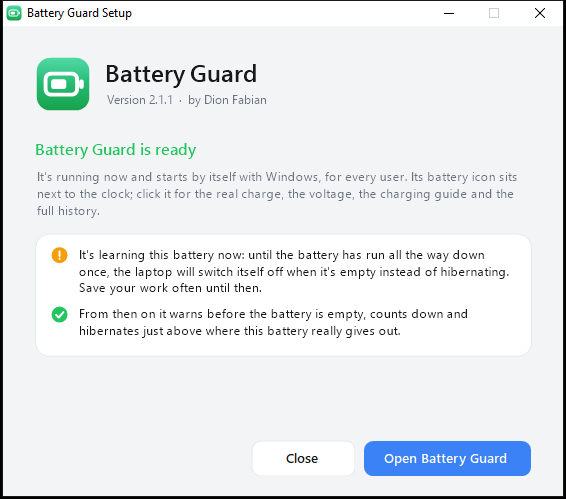 Battery Guard Setup
Battery Guard
Version 2.1.1 · by Dion Fabian
Battery Guard is ready
It's running now and starts by itself with Windows, for every user. Its battery icon sits
next to the clock; click it for the real charge, the voltage, the charging guide and the
full history.
It's learning this battery now: until the battery has run all the way down
once, the laptop will switch itself off when it's empty instead of hibernating.
Save your work often until then.
From then on it warns before the battery is empty, counts down and
hibernates just above where this battery really gives out.
Close
Open Battery Guard